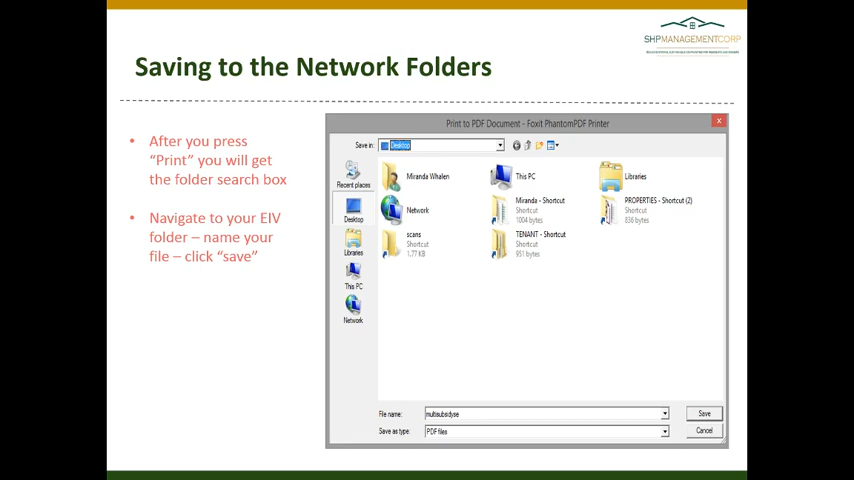 SHPMANAGEMENTCORP
Saving to the Network Folders
• After you press
“Print” you will get
the folder search box
• Navigate to your EIV
folder – name your
file – click “save”
Print to PDF Document - Foxit PhantomPDF Printer
x
Save in:
Desktop
Recent places
Desktop
Libraries
This PC
Network
Miranda Whalen
This PC
Libraries
Network
Miranda - Shortcut
Shortcut
1004 bytes
PROPERTIES - Shortcut (2)
Shortcut
836 bytes
scans
Shortcut
1.77 KB
TENANT - Shortcut
Shortcut
951 bytes
File name:
multisubsidyse
Save
Save as type:
PDF files
Cancel